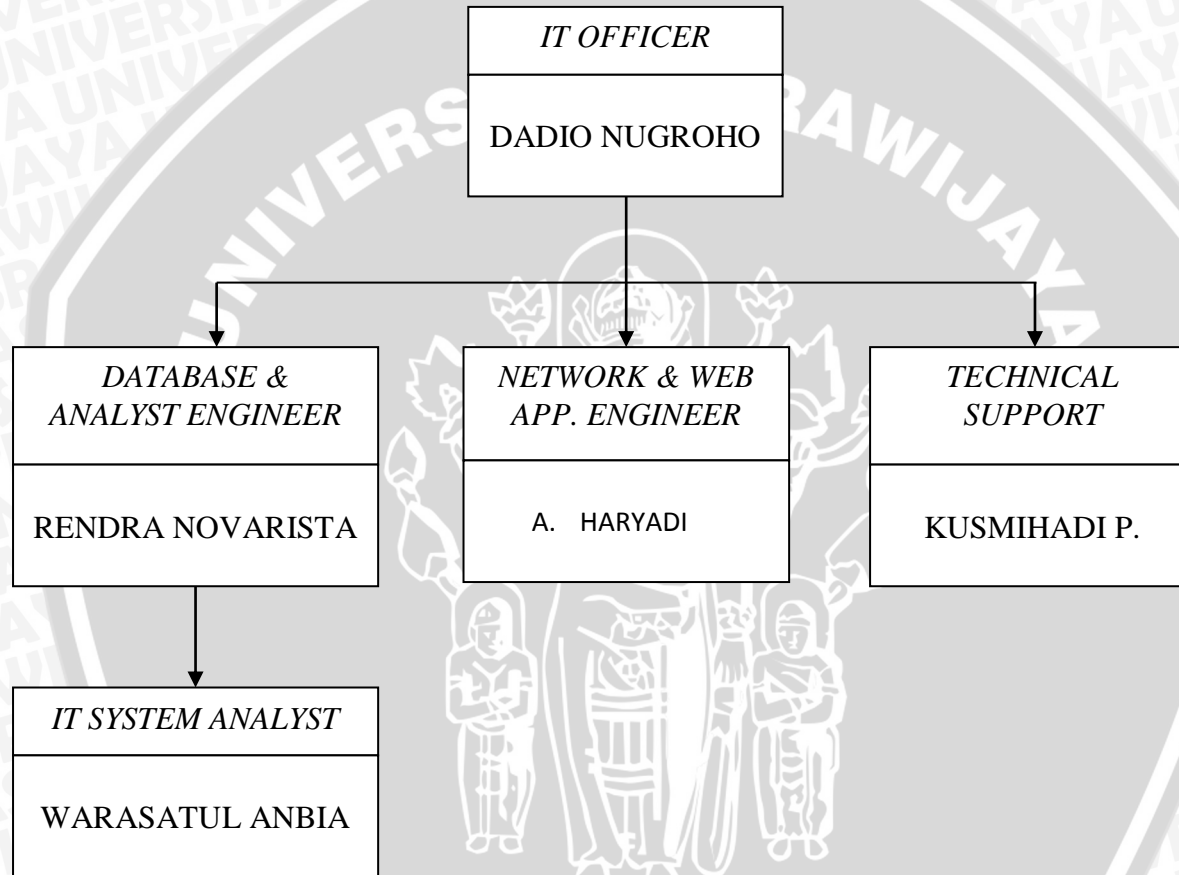 IT OFFICER
DADIO NUGROHO
DATABASE &
ANALYST ENGINEER
RENDRA NOVARISTA
NETWORK & WEB
APP. ENGINEER
A. HARYADI
TECHNICAL
SUPPORT
KUSMIHADI P.
IT SYSTEM ANALYST
WARASATUL ANBIA